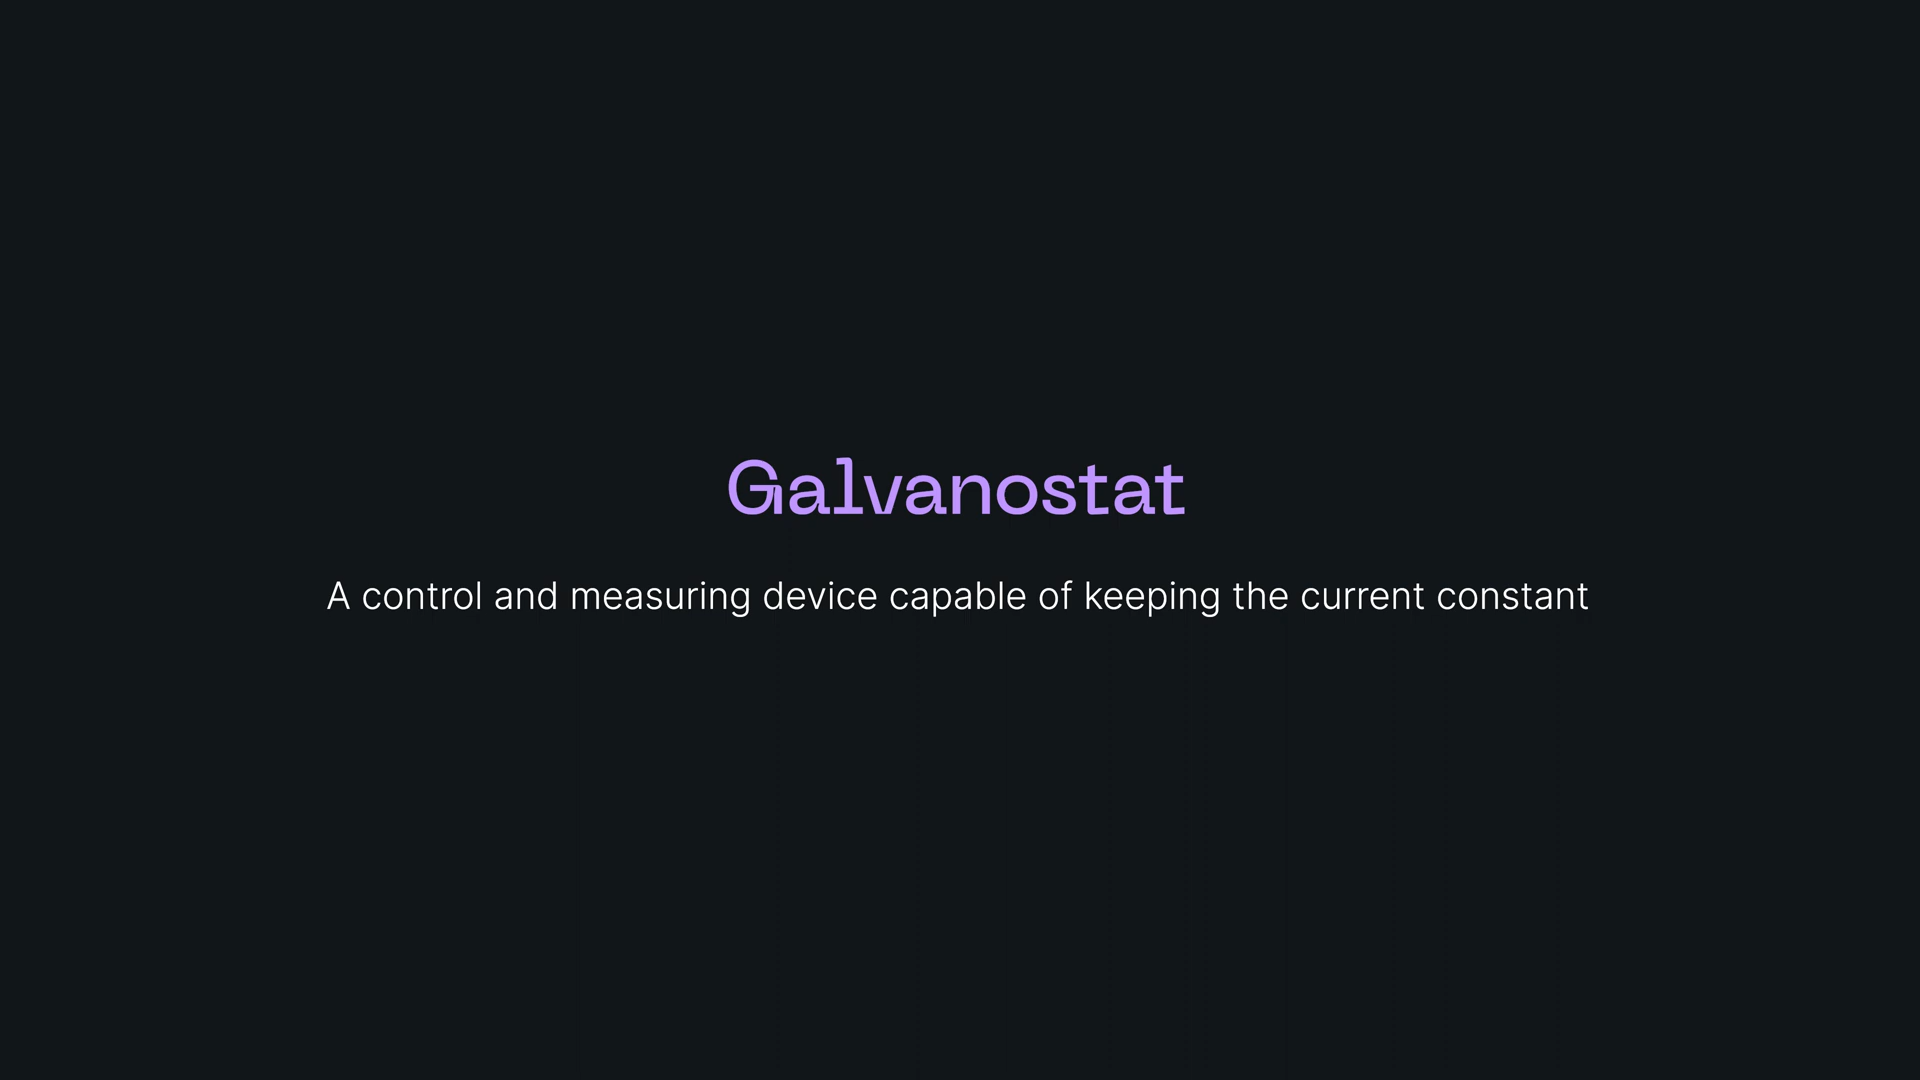 Galvanostat
A control and measuring device capable of keeping the current constant